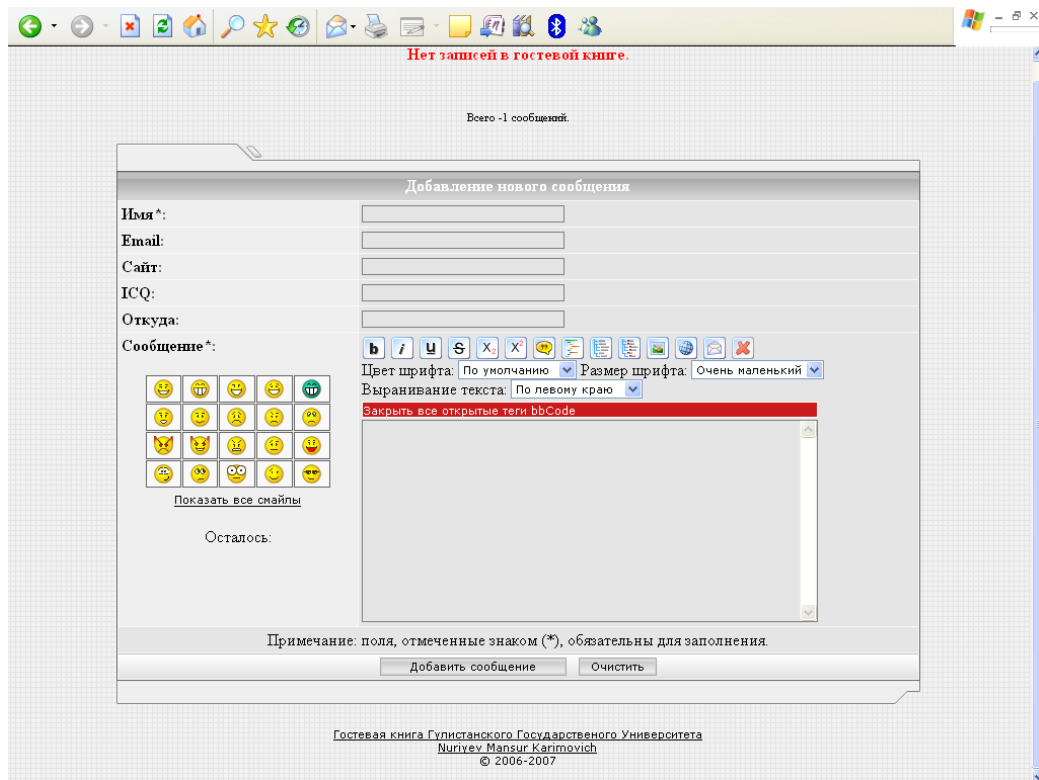 Нет записей в гостевой книге.
Всего -1 сообщений.
Добавление нового сообщения
Имя*:
Email:
Сайт:
ICQ:
Откуда:
Сообщение*:
b i U S X₂ X²
Цвет шрифта: По умолчанию Размер шрифта: Очень маленький
Выранивание текста: По левому краю
Закрыть все открытые теги bbCode
Показать все смайлы
Осталось:
Примечание: поля, отмеченные знаком (*), обязательны для заполнения.
Добавить сообщение Очистить
Гостевая книга Гулистанского Государственого Университета
Nuriyev Mansur Karimovich
© 2006-2007